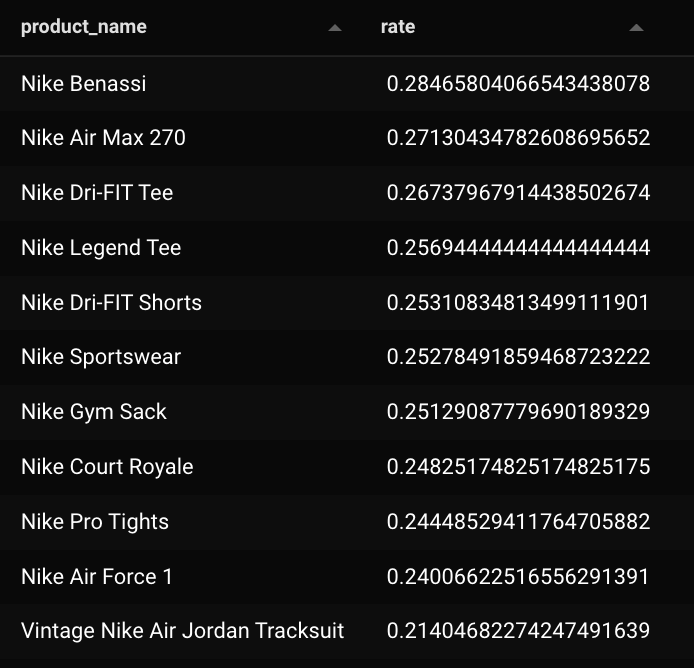 product_name rate
Nike Benassi 0.28465804066543438078
Nike Air Max 270 0.27130434782608695652
Nike Dri-FIT Tee 0.26737967914438502674
Nike Legend Tee 0.25694444444444444444
Nike Dri-FIT Shorts 0.25310834813499111901
Nike Sportswear 0.25278491859468723222
Nike Gym Sack 0.25129087779690189329
Nike Court Royale 0.24825174825174825175
Nike Pro Tights 0.24448529411764705882
Nike Air Force 1 0.24006622516556291391
Vintage Nike Air Jordan Tracksuit 0.21404682274247491639